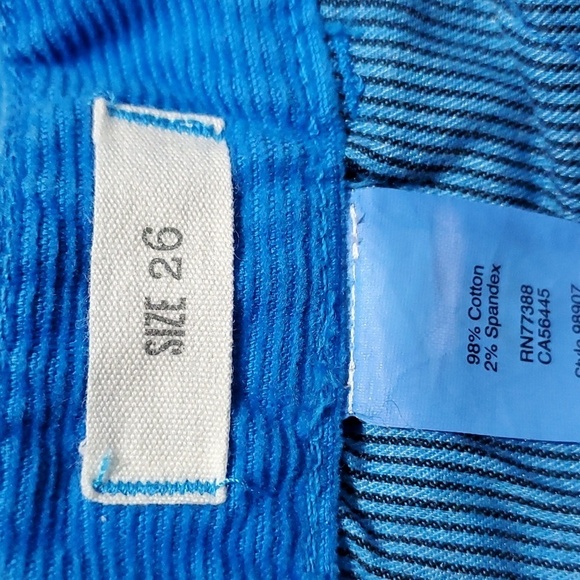 SIZE 26
98% Cotton
2% Spandex
RN77388
CA56445